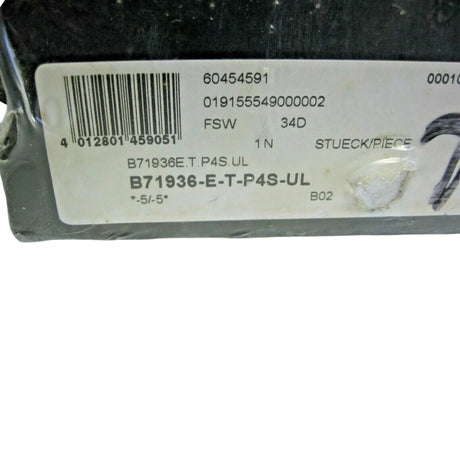 60454591 00010
019155549000002
FSW 34D
4 012801 459051
1 N STUECK/PIECE
B71936E.T.P4S.UL
B71936-E-T-P4S-UL
*-5/-5* B02